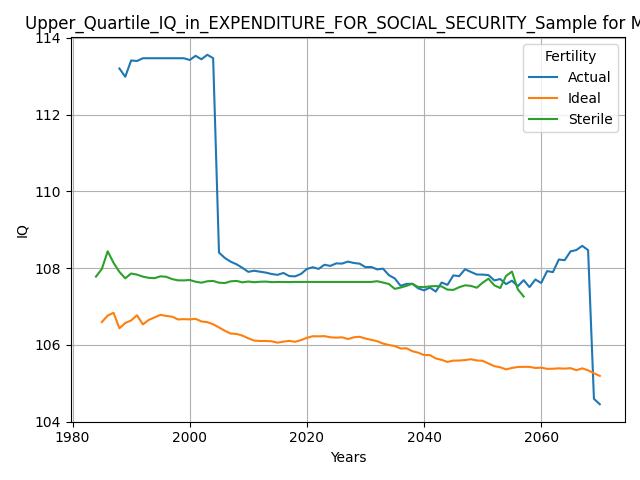 Upper_Quartile_IQ_in_EXPENDITURE_FOR_SOCIAL_SECURITY_Sample for M
114
112
110
108
106
104
IQ
Fertility
Actual
Ideal
Sterile
1980 2000 2020 2040 2060
Years